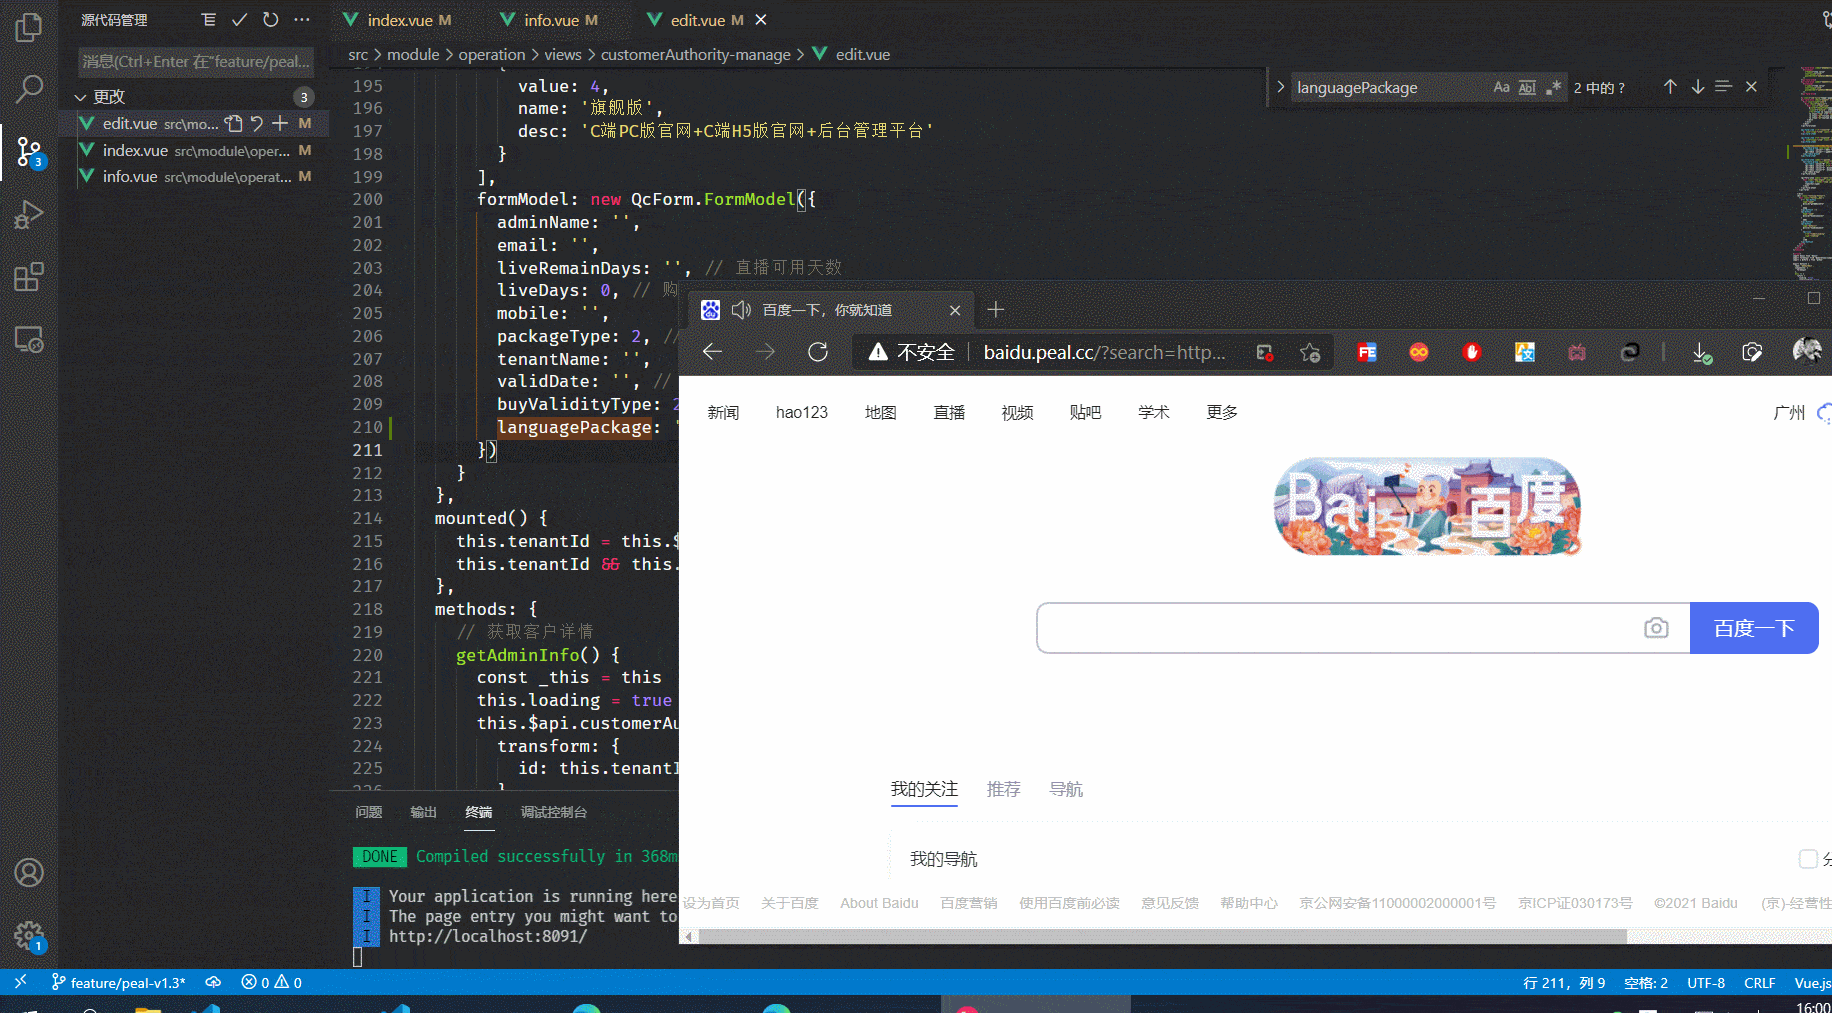 源代码管理
消息(Ctrl+Enter 在"feature/peal...
更改
3
edit.vue src\mo... M
index.vue src\module\oper... M
info.vue src\module\operat... M
3
1
index.vue M
info.vue M
edit.vue M
src > module > operation > views > customerAuthority-manage > edit.vue
languagePackage
Aa
Abl
2 中的 ?
195 value: 4,
196 name: '旗舰版',
197 desc: 'C端PC版官网+C端H5版官网+后台管理平台'
198 }
199 ],
200 formModel: new QcForm.FormModel({
201 adminName: '',
202 email: '',
203 liveRemainDays: '', // 直播可用天数
204 liveDays: 0, // 购
205 mobile: '',
206 packageType: 2, //
207 tenantName: '',
208 validDate: '', //
209 buyValidityType: 2
210 languagePackage: '
211 })
212 }
213 },
214 mounted() {
215 this.tenantId = this.$
216 this.tenantId && this.
217 },
218 methods: {
219 // 获取客户详情
220 getAdminInfo() {
221 const _this = this
222 this.loading = true
223 this.$api.customerAu
224 transform: {
225 id: this.tenantI
问题 输出 终端 调试控制台
DONE Compiled successfully in 368m
I Your application is running here
I The page entry you might want to
I http://localhost:8091/
百度一下，你就知道
不安全 baidu.peal.cc/?search=http...
FE
新闻 hao123 地图 直播 视频 贴吧 学术 更多
广州
Bai 百度
百度一下
我的关注 推荐 导航
我的导航
设为首页 关于百度 About Baidu 百度营销 使用百度前必读 意见反馈 帮助中心 京公网安备11000002000001号 京ICP证030173号 ©2021 Baidu (京)-经营性
feature/peal-v1.3* 0 0
行 211，列 9 空格: 2 UTF-8 CRLF Vue.js
16:00